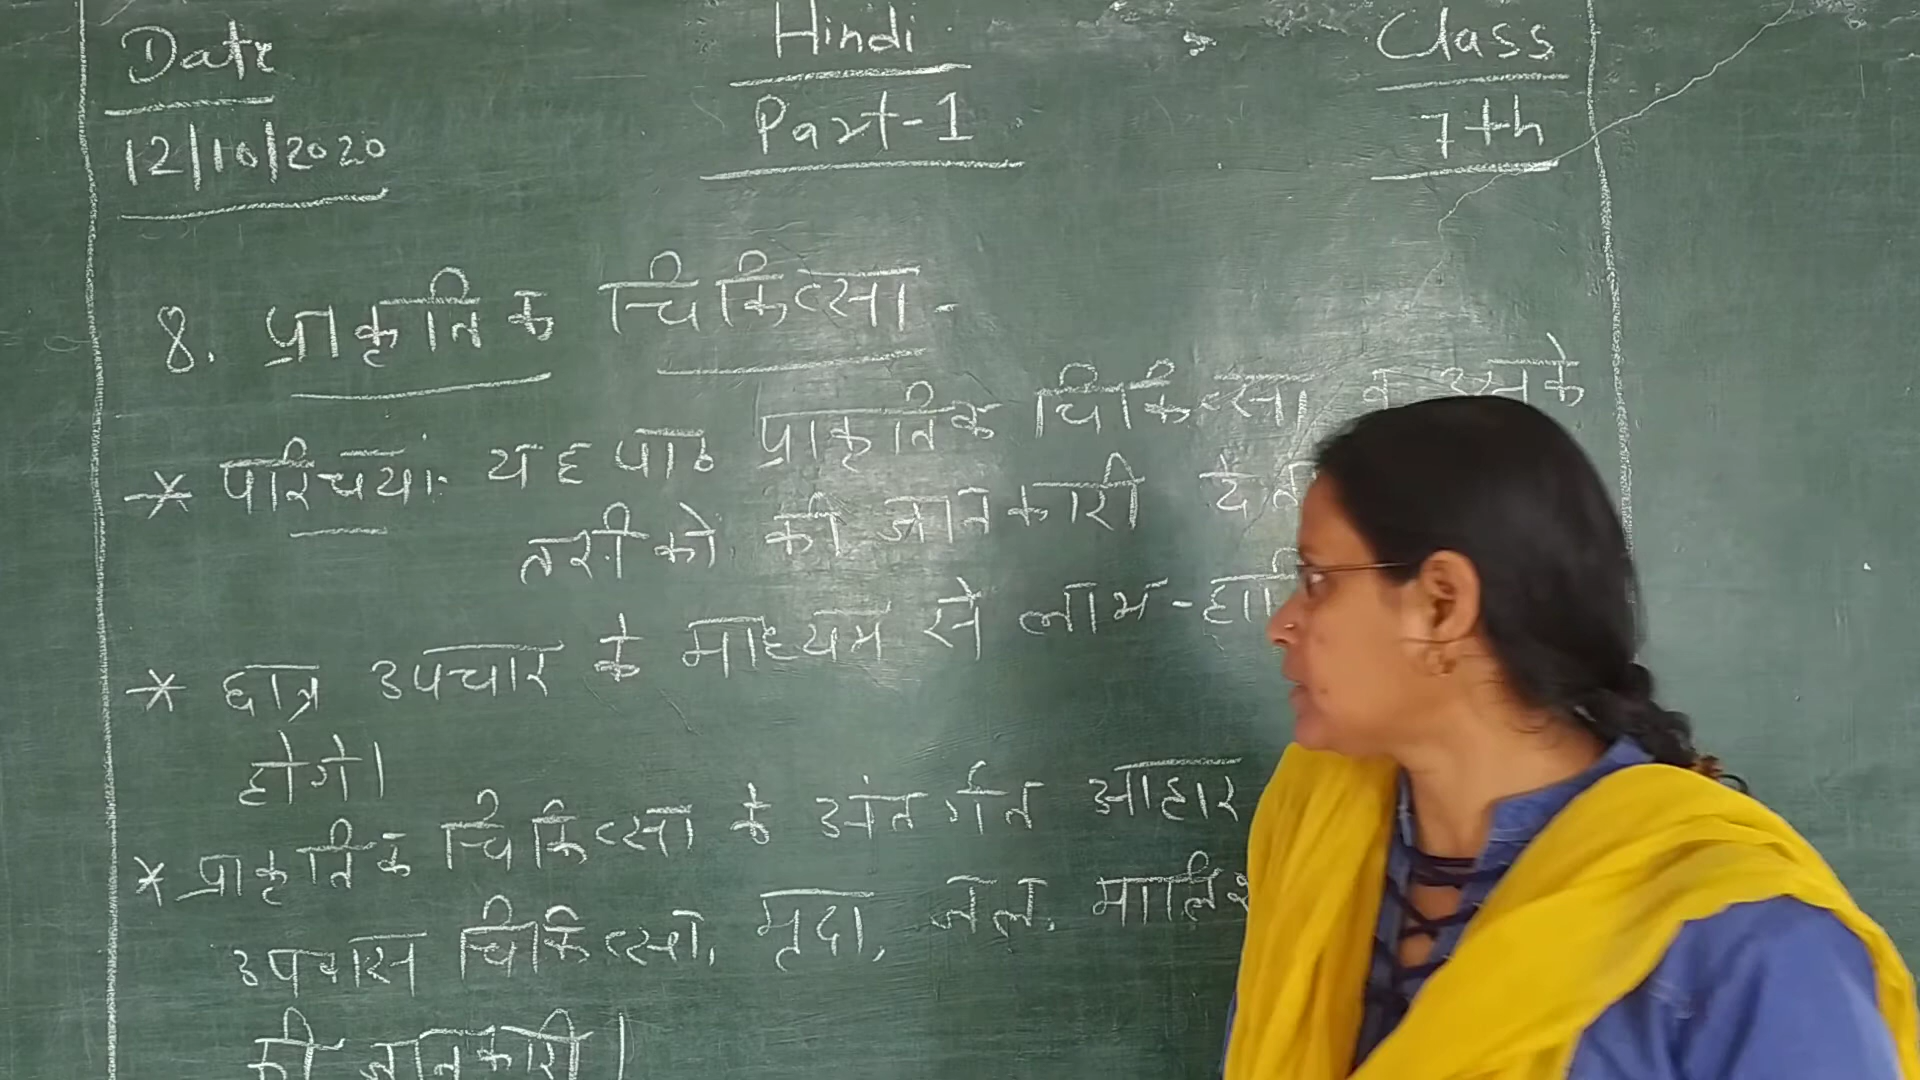 Date Hindi Class
12/10/2020 Part-1 7th
8. प्राकृतिक चिकित्सा -
* परिचयः यह पाठ प्राकृतिक चिकित्सा व उसके
तरीको की जानकारी
* छात्र उपचार के माध्यम से लाभ-
होगे।
* प्राकृतिक चिकित्सा के अंतर्गत आहार
उपवास चिकित्सा, मृदा, जल,
की जानकारी।